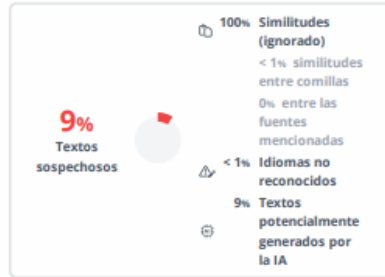 9%
Textos
sospechosos
100% Similitudes
(ignorado)
< 1% similitudes
entre comillas
0% entre las
fuentes
mencionadas
< 1% Idiomas no
reconocidos
9% Textos
potencialmente
generados por
la IA